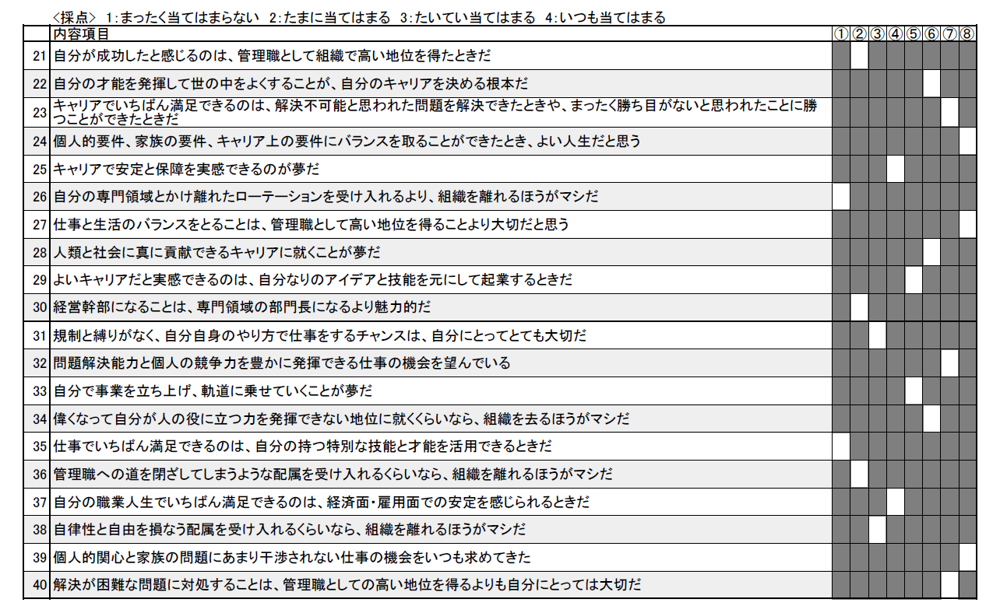 <採点> 1:まったく当てはまらない 2:たまに当てはまる 3:たいてい当てはまる 4:いつも当てはまる
内容項目 ① ② ③ ④ ⑤ ⑥ ⑦ ⑧
21 自分が成功したと感じるのは、管理職として組織で高い地位を得たときだ
22 自分の才能を発揮して世の中をよくすることが、自分のキャリアを決める根本だ
23 キャリアでいちばん満足できるのは、解決不可能と思われた問題を解決できたときや、まったく勝ち目がないと思われたことに勝
つことができたときだ
24 個人的要件、家族の要件、キャリア上の要件にバランスを取ることができたとき、よい人生だと思う
25 キャリアで安定と保障を実感できるのが夢だ
26 自分の専門領域とかけ離れたローテーションを受け入れるより、組織を離れるほうがマシだ
27 仕事と生活のバランスをとることは、管理職として高い地位を得ることより大切だと思う
28 人類と社会に真に貢献できるキャリアに就くことが夢だ
29 よいキャリアだと実感できるのは、自分なりのアイデアと技能を元にして起業するときだ
30 経営幹部になることは、専門領域の部門長になるより魅力的だ
31 規制と縛りがなく、自分自身のやり方で仕事をするチャンスは、自分にとってとても大切だ
32 問題解決能力と個人の競争力を豊かに発揮できる仕事の機会を望んでいる
33 自分で事業を立ち上げ、軌道に乗せていくことが夢だ
34 偉くなって自分が人の役に立つ力を発揮できない地位に就くくらいなら、組織を去るほうがマシだ
35 仕事でいちばん満足できるのは、自分の持つ特別な技能と才能を活用できるときだ
36 管理職への道を閉ざしてしまうような配属を受け入れるくらいなら、組織を離れるほうがマシだ
37 自分の職業人生でいちばん満足できるのは、経済面・雇用面での安定を感じられるときだ
38 自律性と自由を損なう配属を受け入れるくらいなら、組織を離れるほうがマシだ
39 個人的関心と家族の問題にあまり干渉されない仕事の機会をいつも求めてきた
40 解決が困難な問題に対処することは、管理職としての高い地位を得るよりも自分にとっては大切だ